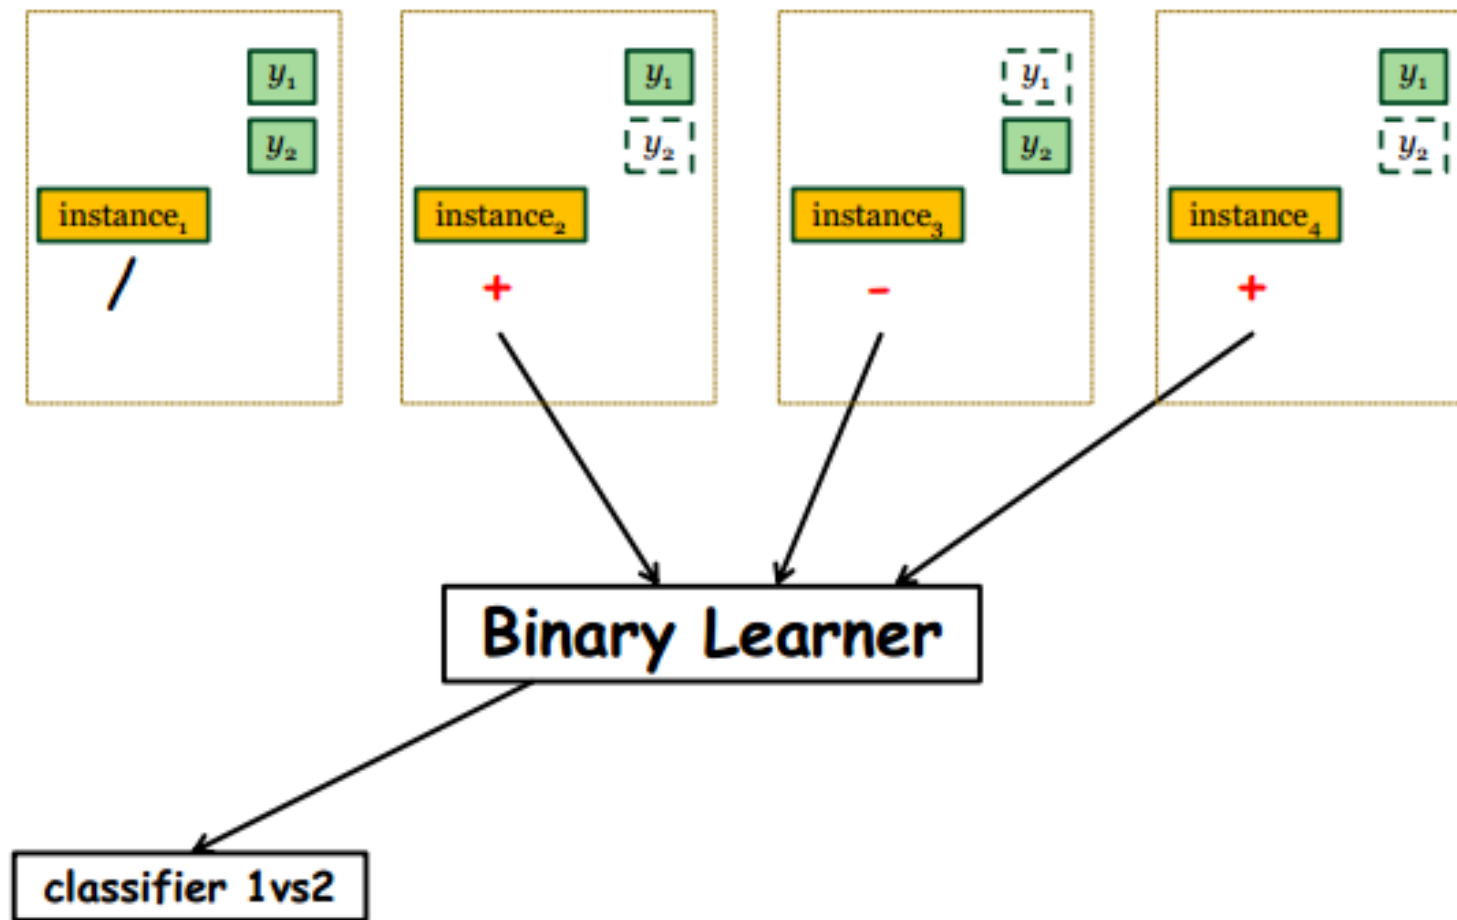 y₁ y₁ y₁ y₁
y₂ y₂ y₂ y₂
instance₁ instance₂ instance₃ instance₄
/ + - +
Binary Learner
classifier 1vs2